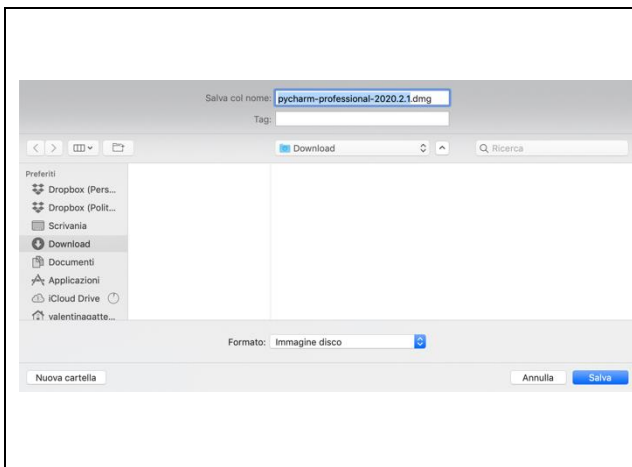 Salva col nome: pycharm-professional-2020.2.1.dmg
Tag:
Download
Ricerca
Preferiti
Dropbox (Pers...
Dropbox (Polit...
Scrivania
Download
Documenti
Applicazioni
iCloud Drive
valentinagatte...
Formato: Immagine disco
Nuova cartella
Annulla Salva